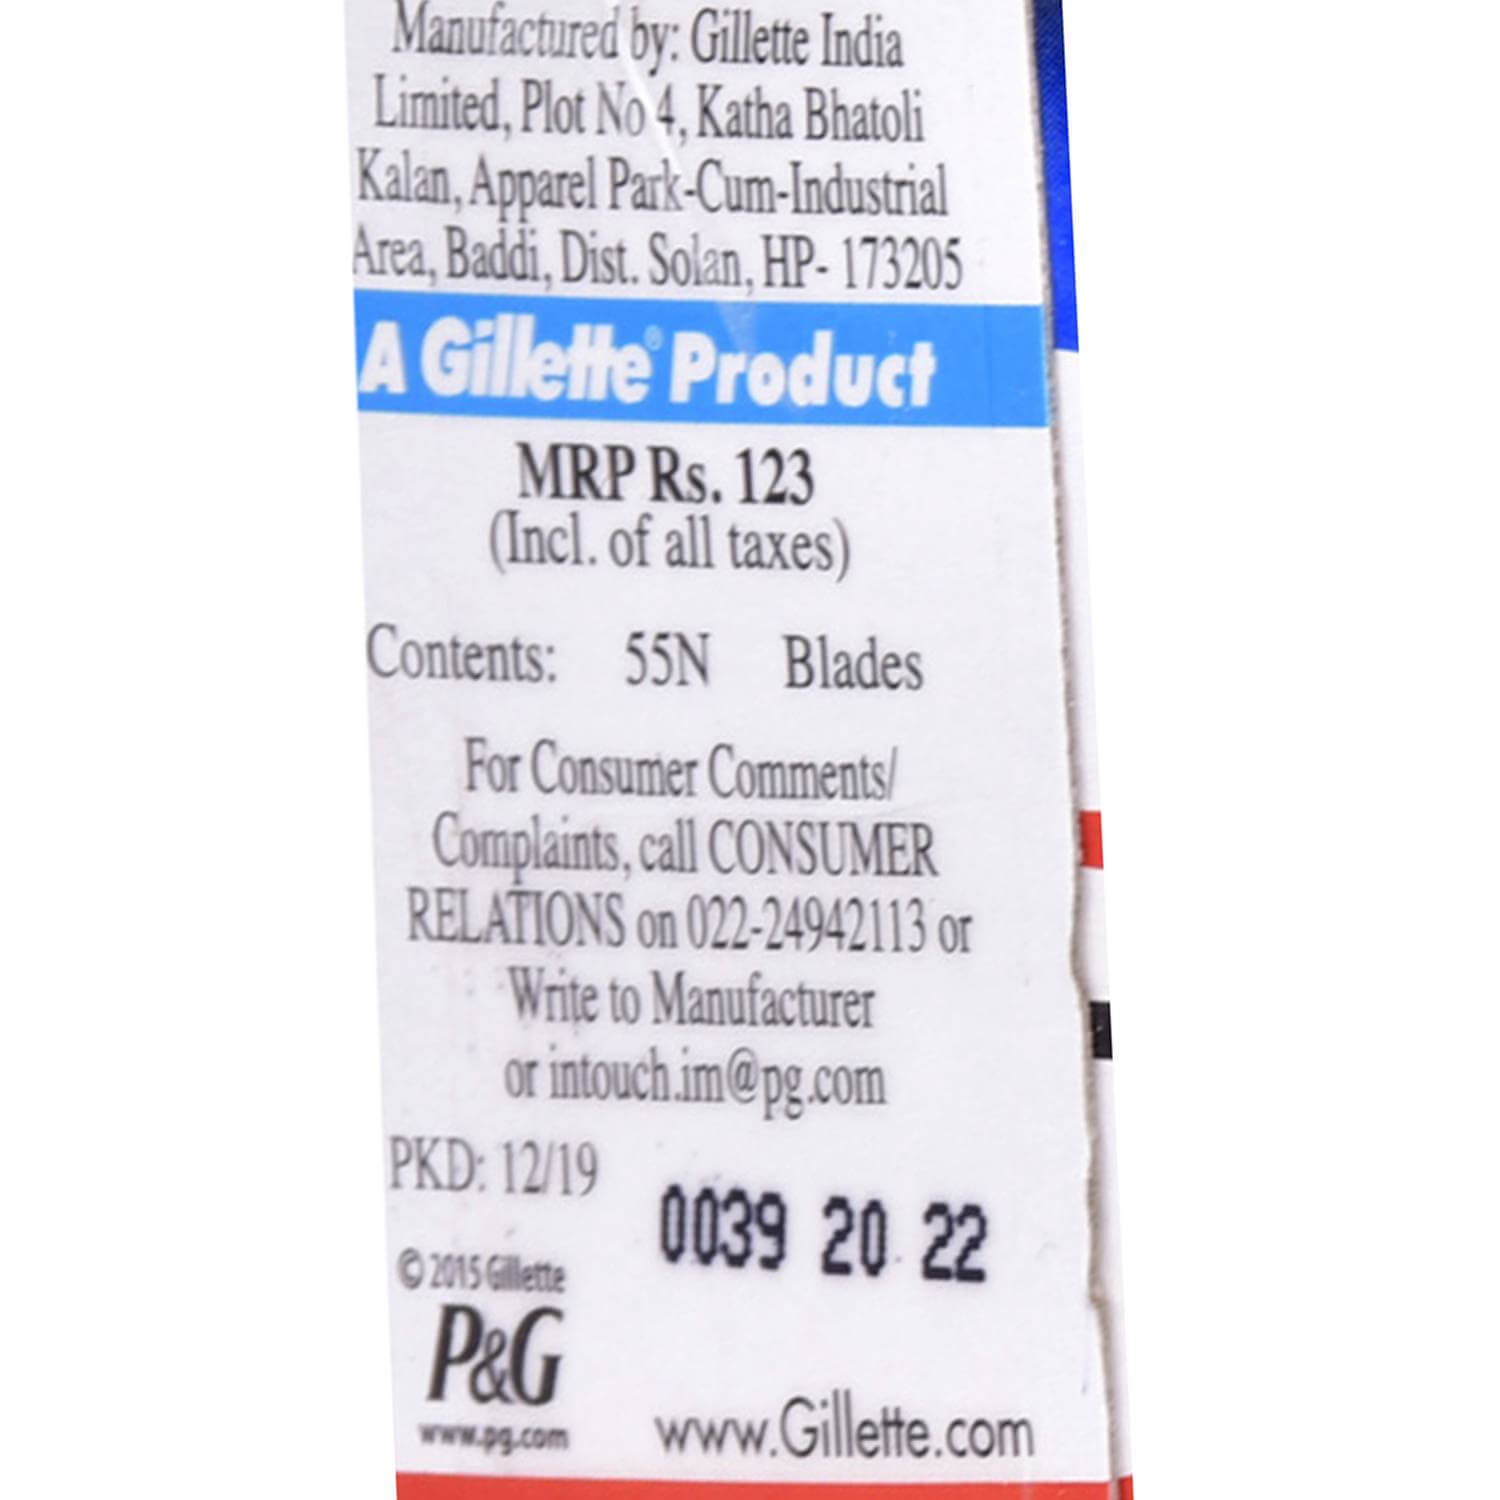 Manufactured by: Gillette India
Limited, Plot No 4, Katha Bhatoli
Kalan, Apparel Park-Cum-Industrial
Area, Baddi, Dist. Solan, HP- 173205
A Gillette® Product
MRP Rs. 123
(Incl. of all taxes)
Contents: 55N Blades
For Consumer Comments/
Complaints, call CONSUMER
RELATIONS on 022-24942113 or
Write to Manufacturer
or intouch.im@pg.com
PKD: 12/19
0039 20 22
© 2015 Gillette
P&G
www.pg.com
www.Gillette.com